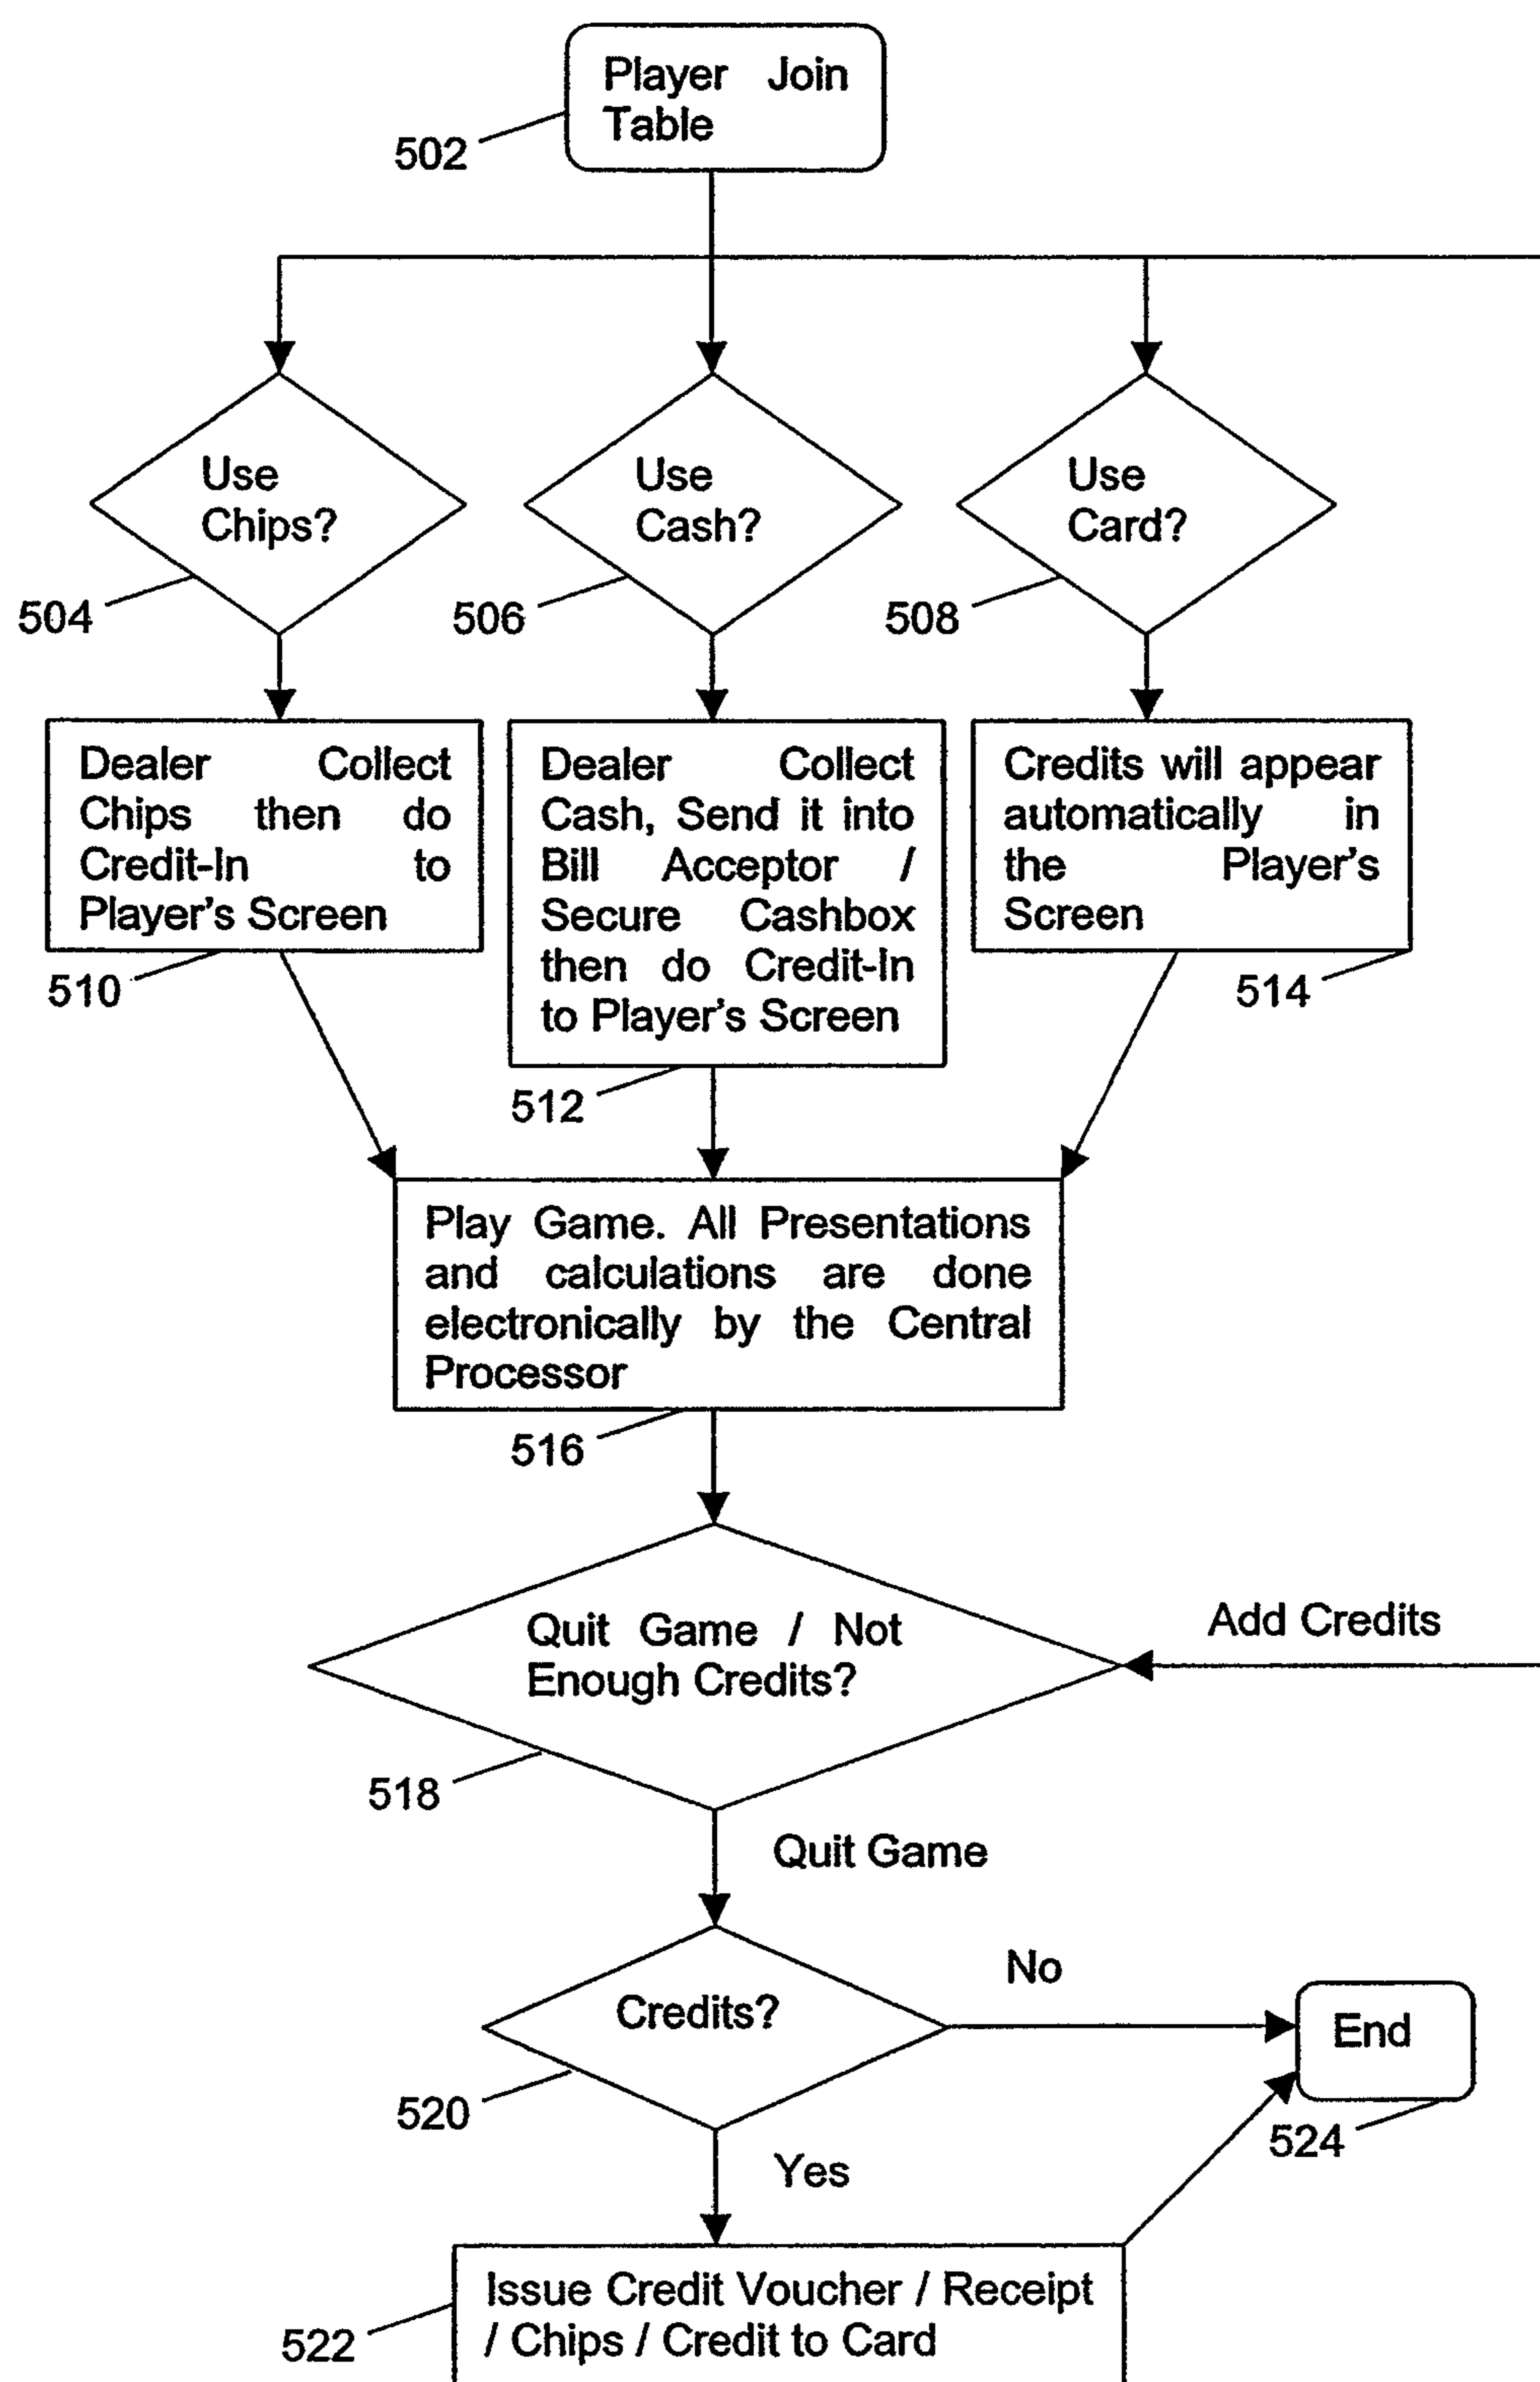 Player Join
Table
502
Use
Chips?
504
Use
Cash?
506
Use
Card?
508
Dealer Collect
Chips then do
Credit-In to
Player's Screen
510
Dealer Collect
Cash, Send it into
Bill Acceptor /
Secure Cashbox
then do Credit-In
to Player's Screen
512
Credits will appear
automatically in
the Player's
Screen
514
Play Game. All Presentations
and calculations are done
electronically by the Central
Processor
516
Quit Game / Not
Enough Credits?
518
Add Credits
Quit Game
Credits?
520
No
End
524
Yes
Issue Credit Voucher / Receipt
/ Chips / Credit to Card
522